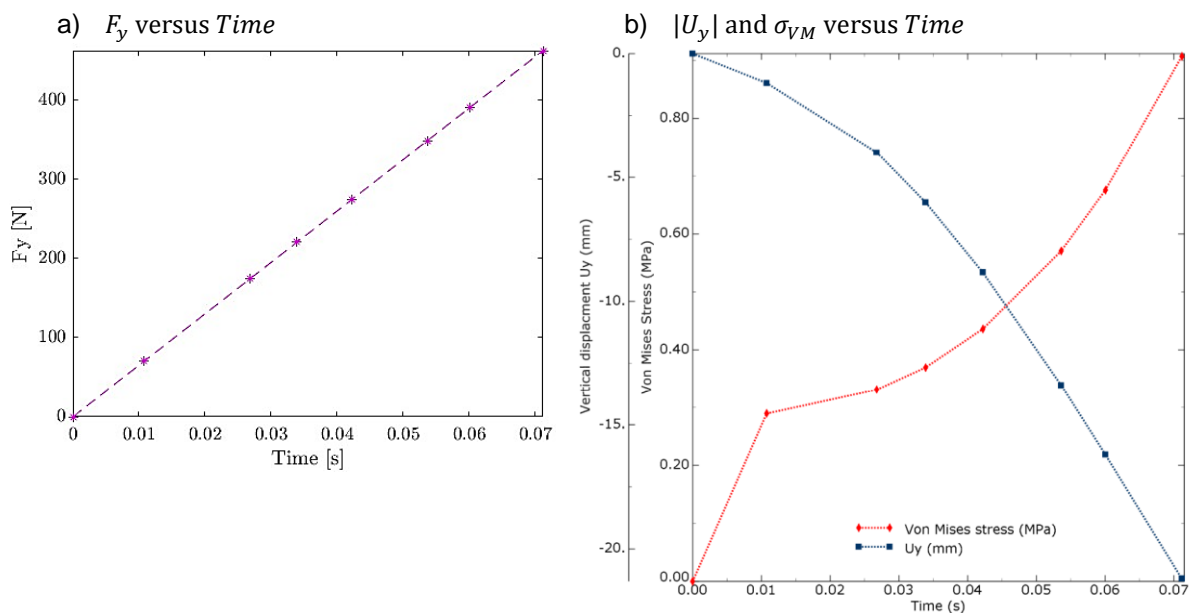 a) F_y versus Time
400
300
200
100
0
Fy [N]
0 0.01 0.02 0.03 0.04 0.05 0.06 0.07
Time [s]
b) |U_y| and σ_VM versus Time
0.
-5.
-10.
-15.
-20.
Vertical displacment Uy (mm)
Von Mises Stress (MPa)
0.80
0.60
0.40
0.20
0.00
Von Mises stress (MPa)
Uy (mm)
0.00 0.01 0.02 0.03 0.04 0.05 0.06 0.07
Time (s)